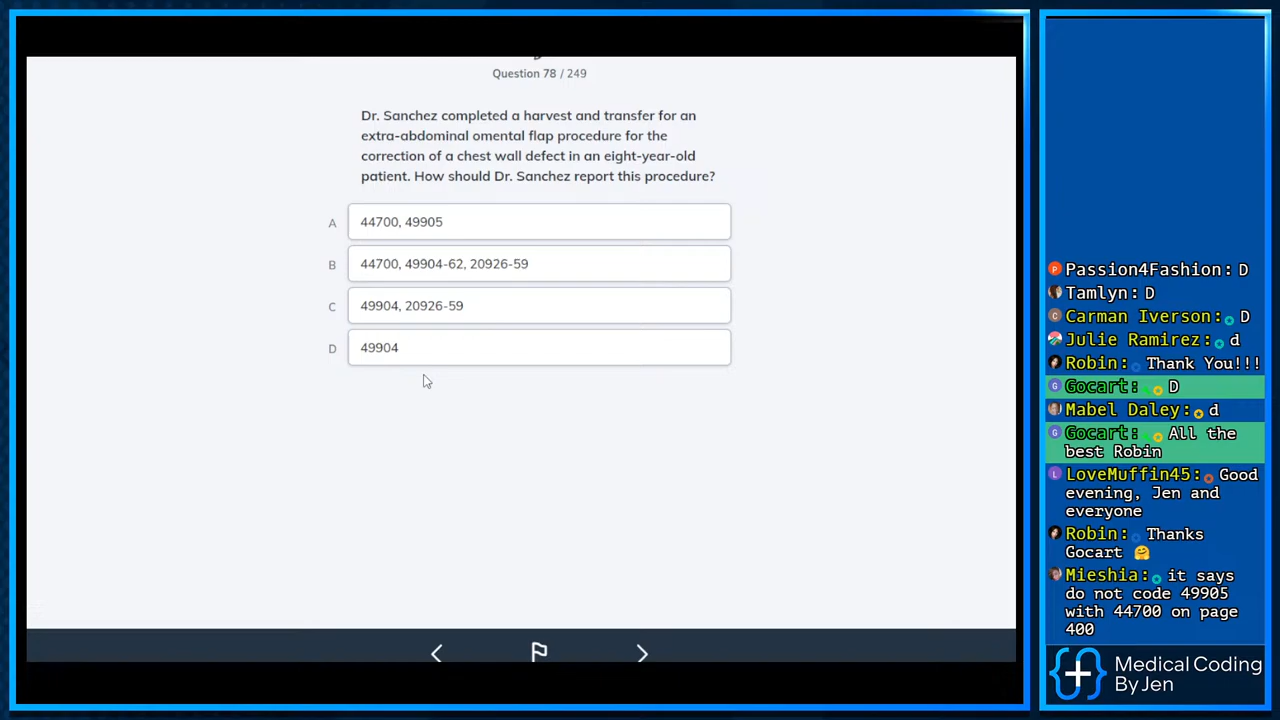 Question 78 / 249
Dr. Sanchez completed a harvest and transfer for an
extra-abdominal omental flap procedure for the
correction of a chest wall defect in an eight-year-old
patient. How should Dr. Sanchez report this procedure?
A 44700, 49905
B 44700, 49904-62, 20926-59
C 49904, 20926-59
D 49904
P Passion4Fashion: D
Tamlyn: D
C Carman Iverson: D
Julie Ramirez: d
Robin: Thank You!!!
G Gocart: D
Mabel Daley: d
G Gocart: All the
best Robin
L LoveMuffin45: Good
evening, Jen and
everyone
Robin: Thanks
Gocart 🤗
Mieshia: it says
do not code 49905
with 44700 on page
400
Medical Coding
By Jen